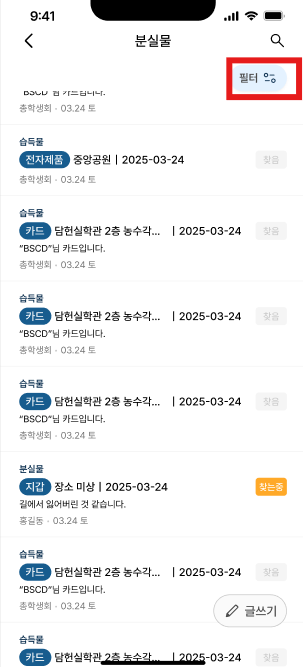 9:41
분실물
필터
"BSCD"님 카드입니다.
총학생회 · 03.24 토
습득물
전자제품 중앙공원 | 2025-03-24 찾음
총학생회 · 03.24 토
습득물
카드 담헌실학관 2층 농수각... | 2025-03-24 찾음
"BSCD"님 카드입니다.
총학생회 · 03.24 토
습득물
카드 담헌실학관 2층 농수각... | 2025-03-24 찾음
"BSCD"님 카드입니다.
총학생회 · 03.24 토
습득물
카드 담헌실학관 2층 농수각... | 2025-03-24 찾음
"BSCD"님 카드입니다.
총학생회 · 03.24 토
분실물
지갑 장소 미상 | 2025-03-24 찾는중
길에서 잃어버린 것 같습니다.
홍길동 · 03.24 토
습득물
카드 담헌실학관 2층 농수각... | 2025-03-24 찾음
"BSCD"님 카드입니다.
총학생회 · 03.24 토
글쓰기
습득물
카드 담헌실학관 2층 농수각... | 2025-03-24 찾음